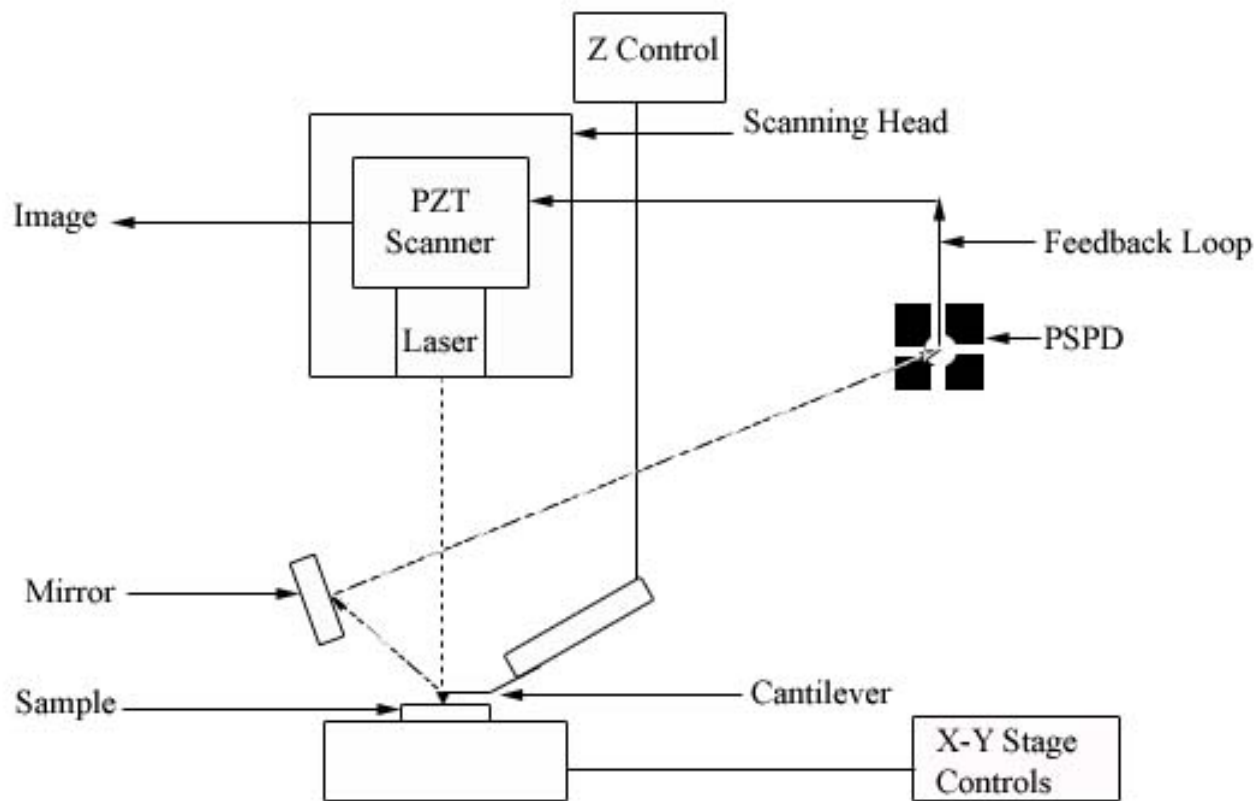 Z Control
Scanning Head
PZT
Scanner
Image
Feedback Loop
Laser
PSPD
Mirror
Sample
Cantilever
X-Y Stage
Controls